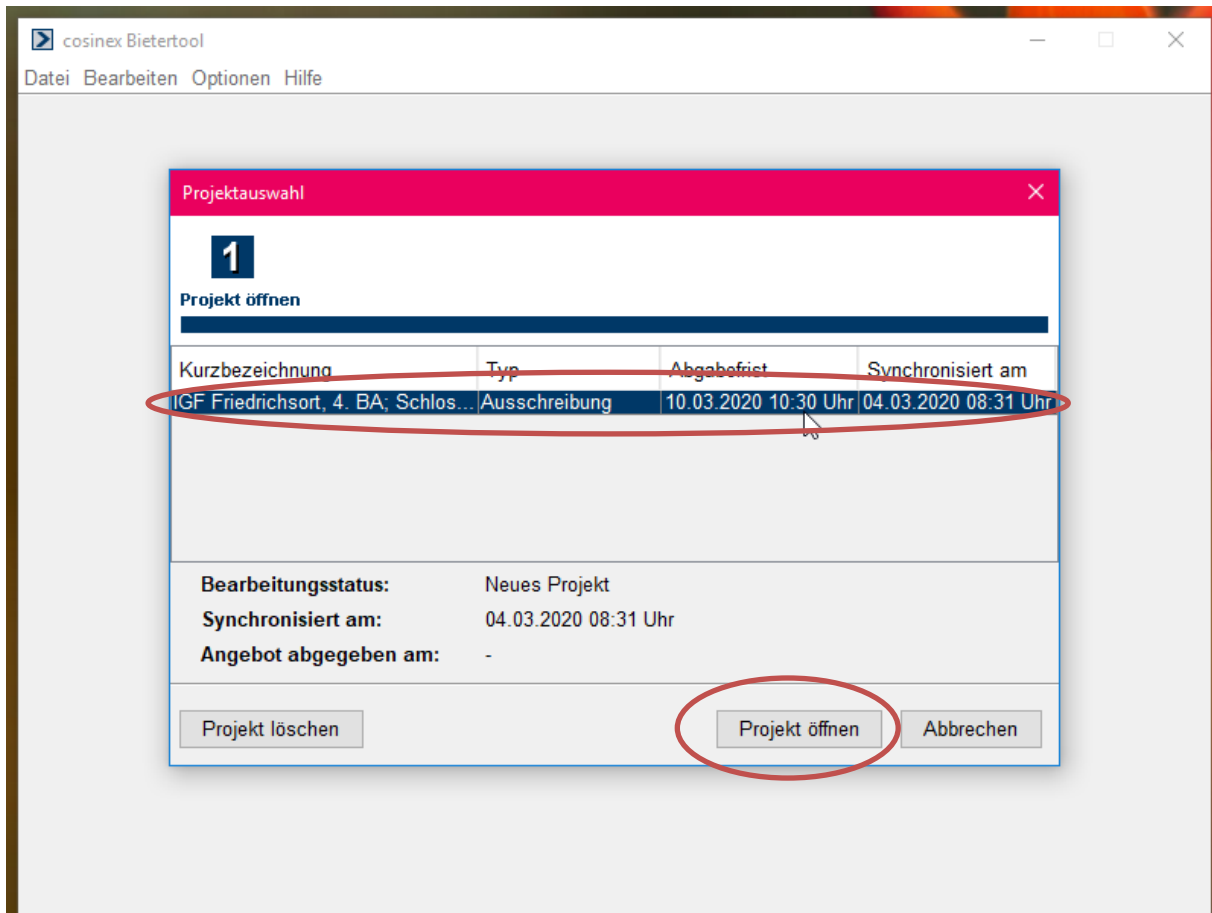 cosinex Bietertool
Datei Bearbeiten Optionen Hilfe
Projektauswahl
1
Projekt öffnen
Kurzbezeichnung Typ Abgabefrist Synchronisiert am
IGF Friedrichsort, 4. BA; Schlos... Ausschreibung 10.03.2020 10:30 Uhr 04.03.2020 08:31 Uhr
Bearbeitungsstatus: Neues Projekt
Synchronisiert am: 04.03.2020 08:31 Uhr
Angebot abgegeben am: -
Projekt löschen Projekt öffnen Abbrechen